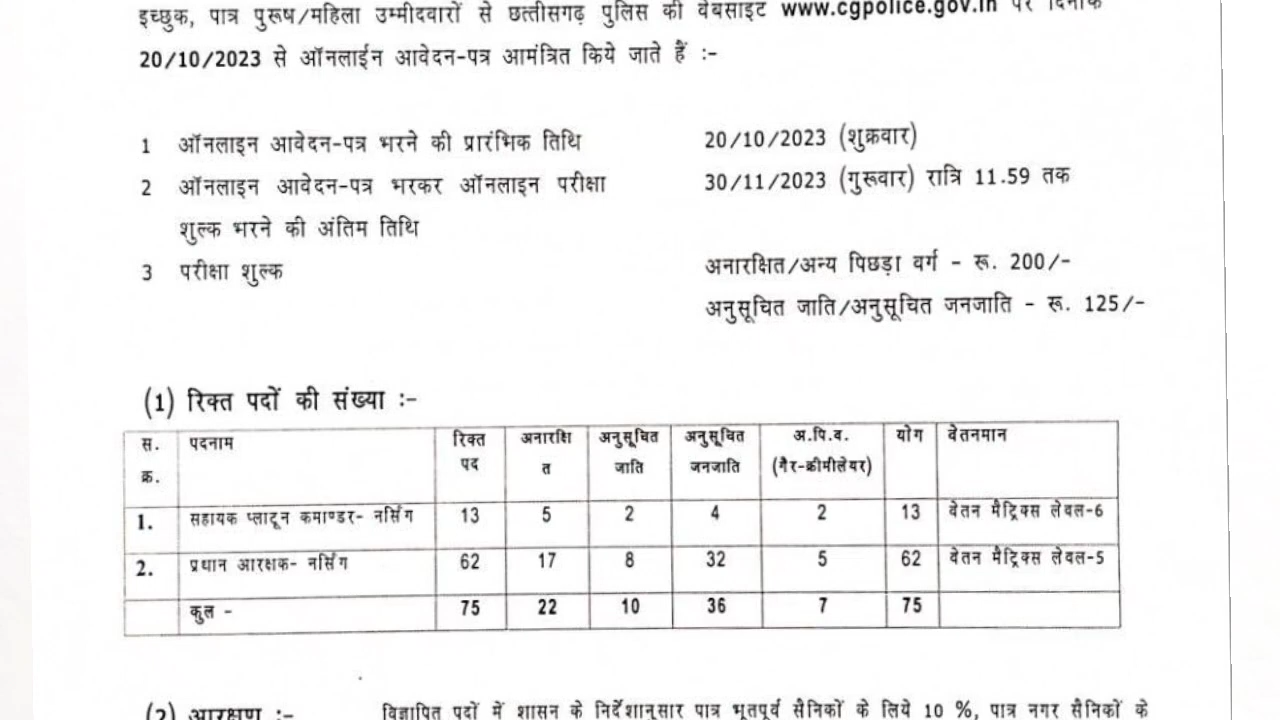 इच्छुक, पात्र पुरूष/महिला उम्मीदवारों से छत्तीसगढ़ पुलिस की वेबसाइट www.cgpolice.gov.in पर दिनांक
20/10/2023 से ऑनलाईन आवेदन-पत्र आमंत्रित किये जाते हैं :-
1 ऑनलाइन आवेदन-पत्र भरने की प्रारंभिक तिथि 20/10/2023 (शुक्रवार)
2 ऑनलाइन आवेदन-पत्र भरकर ऑनलाइन परीक्षा 30/11/2023 (गुरूवार) रात्रि 11.59 तक
शुल्क भरने की अंतिम तिथि
3 परीक्षा शुल्क अनारक्षित/अन्य पिछड़ा वर्ग - रू. 200/-
अनुसूचित जाति/अनुसूचित जनजाति - रू. 125/-
(1) रिक्त पदों की संख्या :-
स. पदनाम रिक्त अनारक्षि अनुसूचित अनुसूचित अ.पि.व. योग वेतनमान
क्र. पद त जाति जनजाति (गैर-क्रीमीलेयर)
1. सहायक प्लाटून कमाण्डर- नर्सिंग 13 5 2 4 2 13 वेतन मैट्रिक्स लेवल-6
2. प्रधान आरक्षक- नर्सिंग 62 17 8 32 5 62 वेतन मैट्रिक्स लेवल-5
कुल - 75 22 10 36 7 75
(2) आरक्षण :- विज्ञापित पदों में शासन के निर्देशानुसार पात्र भूतपूर्व सैनिकों के लिये 10 %, पात्र नगर सैनिकों के